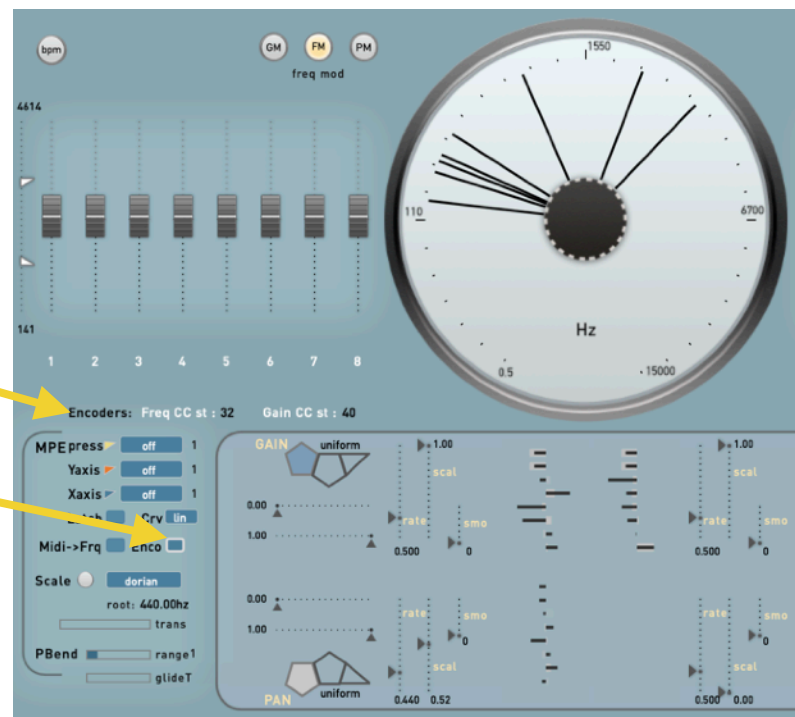 bpm
GM FM PM
freq mod
4614
141
1 2 3 4 5 6 7 8
1550
110
6700
Hz
0.5
15000
Encoders: Freq CC st : 32 Gain CC st : 40
MPE press off 1
Yaxis off 1
Xaxis off 1
Crv lin
Midi->Frq Enco
Scale dorian
root: 440.00hz
trans
PBend range1
glideT
GAIN uniform
1.00
scal
0.00
rate
smo
1.00
0.500 0
1.00
scal
rate
smo
0.500 0
0.00
rate
smo
1.00
0
scal
PAN uniform
0.440 0.52
rate
smo
0
scal
0.500 0.00